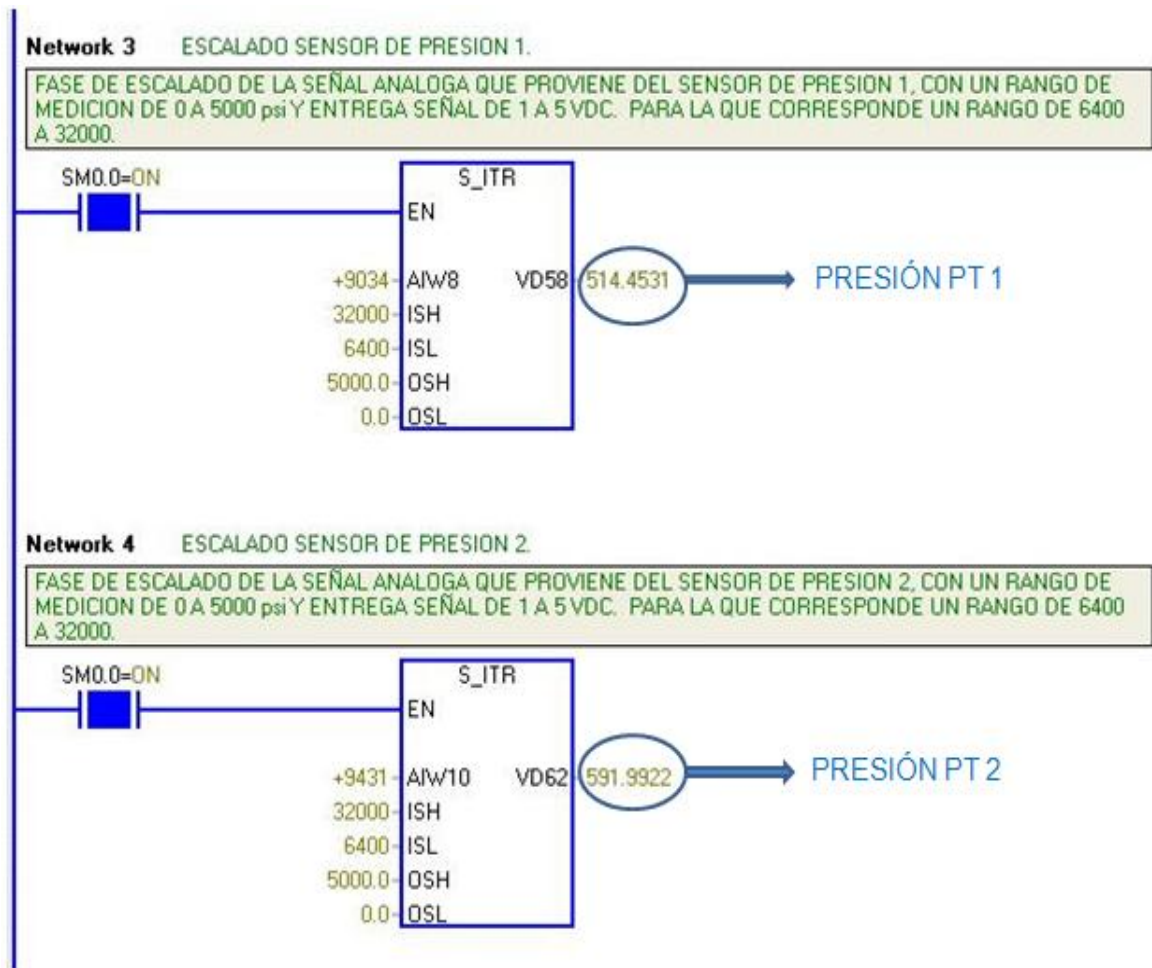 Network 3 ESCALADO SENSOR DE PRESION 1.
FASE DE ESCALADO DE LA SEÑAL ANALOGA QUE PROVIENE DEL SENSOR DE PRESION 1, CON UN RANGO DE
MEDICION DE 0 A 5000 psi Y ENTREGA SEÑAL DE 1 A 5 VDC. PARA LA QUE CORRESPONDE UN RANGO DE 6400
A 32000.
SM0.0=ON
S_ITR
EN
+9034 AIW8 VD58 514.4531 PRESIÓN PT 1
32000 ISH
6400 ISL
5000.0 OSH
0.0 OSL
Network 4 ESCALADO SENSOR DE PRESION 2.
FASE DE ESCALADO DE LA SEÑAL ANALOGA QUE PROVIENE DEL SENSOR DE PRESION 2, CON UN RANGO DE
MEDICION DE 0 A 5000 psi Y ENTREGA SEÑAL DE 1 A 5 VDC. PARA LA QUE CORRESPONDE UN RANGO DE 6400
A 32000.
SM0.0=ON
S_ITR
EN
+9431 AIW10 VD62 591.9922 PRESIÓN PT 2
32000 ISH
6400 ISL
5000.0 OSH
0.0 OSL